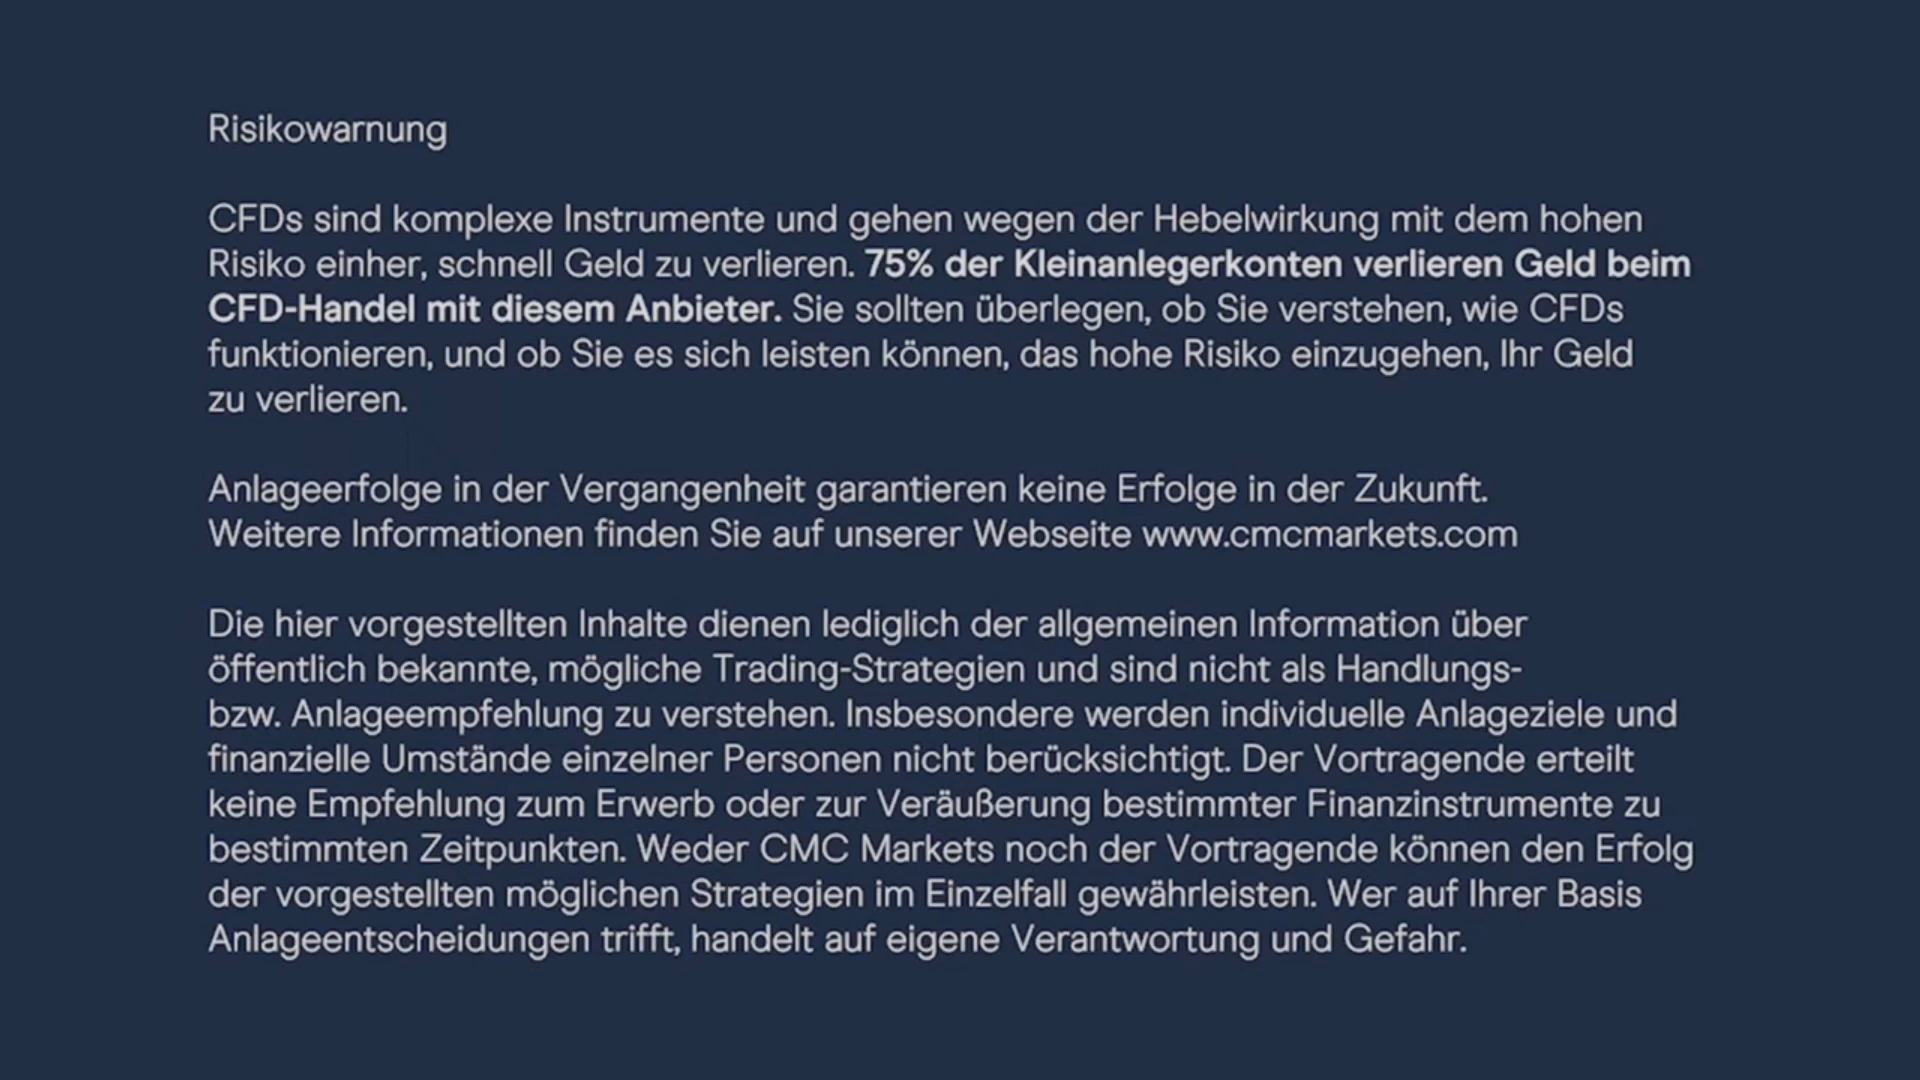 Risikowarnung
CFDs sind komplexe Instrumente und gehen wegen der Hebelwirkung mit dem hohen
Risiko einher, schnell Geld zu verlieren. 75% der Kleinanlegerkonten verlieren Geld beim
CFD-Handel mit diesem Anbieter. Sie sollten überlegen, ob Sie verstehen, wie CFDs
funktionieren, und ob Sie es sich leisten können, das hohe Risiko einzugehen, Ihr Geld
zu verlieren.
Anlageerfolge in der Vergangenheit garantieren keine Erfolge in der Zukunft.
Weitere Informationen finden Sie auf unserer Webseite www.cmcmarkets.com
Die hier vorgestellten Inhalte dienen lediglich der allgemeinen Information über
öffentlich bekannte, mögliche Trading-Strategien und sind nicht als Handlungs-
bzw. Anlageempfehlung zu verstehen. Insbesondere werden individuelle Anlageziele und
finanzielle Umstände einzelner Personen nicht berücksichtigt. Der Vortragende erteilt
keine Empfehlung zum Erwerb oder zur Veräußerung bestimmter Finanzinstrumente zu
bestimmten Zeitpunkten. Weder CMC Markets noch der Vortragende können den Erfolg
der vorgestellten möglichen Strategien im Einzelfall gewährleisten. Wer auf Ihrer Basis
Anlageentscheidungen trifft, handelt auf eigene Verantwortung und Gefahr.